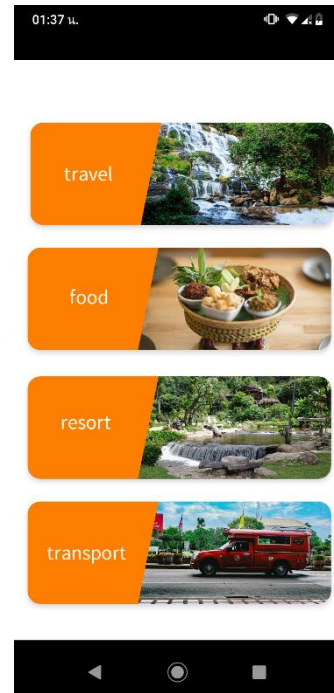 01:37 น.
travel
food
resort
transport